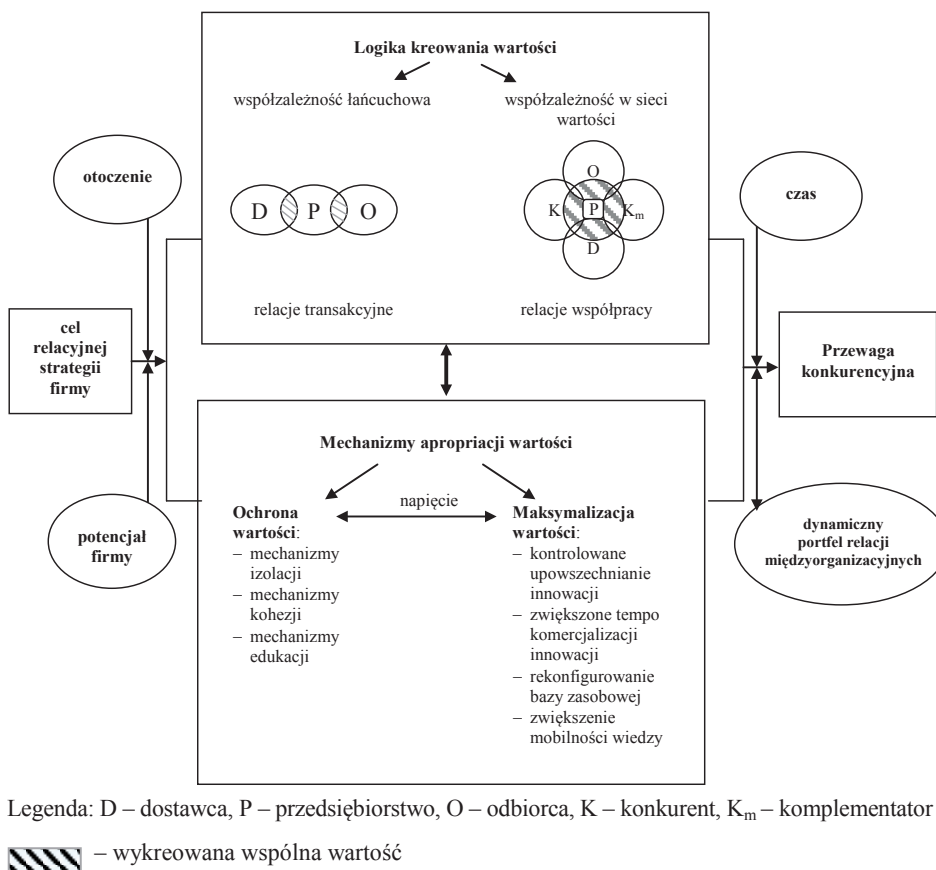 Logika kreowania wartości
współzależność łańcuchowa
współzależność w sieci
wartości
otoczenie
czas
D P O
O
K P Km
D
relacje transakcyjne
relacje współpracy
cel
relacyjnej
strategii
firmy
Przewaga
konkurencyjna
Mechanizmy apropriacji wartości
napięcie
Ochrona
wartości:
– mechanizmy
izolacji
– mechanizmy
kohezji
– mechanizmy
edukacji
Maksymalizacja
wartości:
– kontrolowane
upowszechnianie
innowacji
– zwiększone tempo
komercjalizacji
innowacji
– rekonfigurowanie
bazy zasobowej
– zwiększenie
mobilności wiedzy
potencjał
firmy
dynamiczny
portfel relacji
międzyorganizacyjnych
Legenda: D – dostawca, P – przedsiębiorstwo, O – odbiorca, K – konkurent, Km – komplementator
– wykreowana wspólna wartość